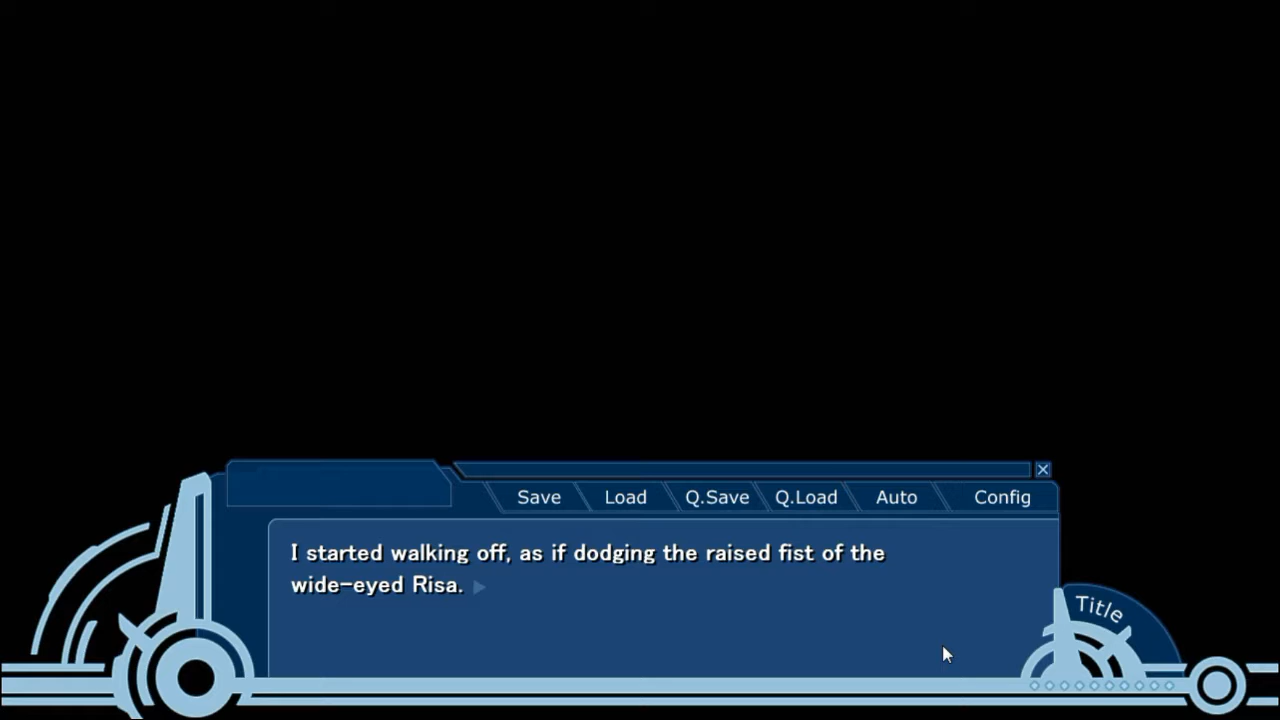 Save Load Q.Save Q.Load Auto Config
I started walking off, as if dodging the raised fist of the
wide-eyed Risa.
Title